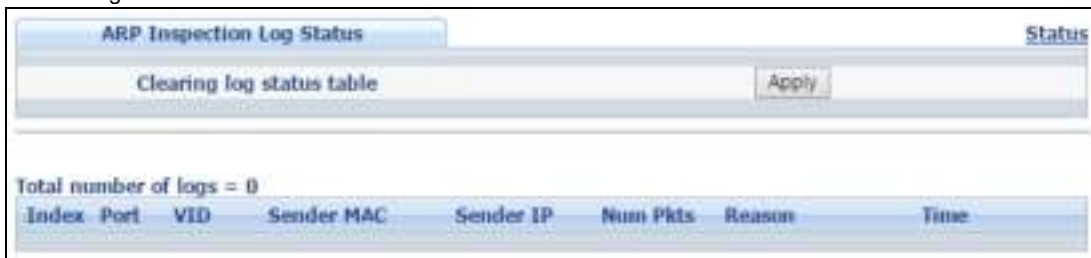 ARP Inspection Log Status Status
Clearing log status table Apply
Total number of logs = 0
Index Port VID Sender MAC Sender IP Num Pkts Reason Time